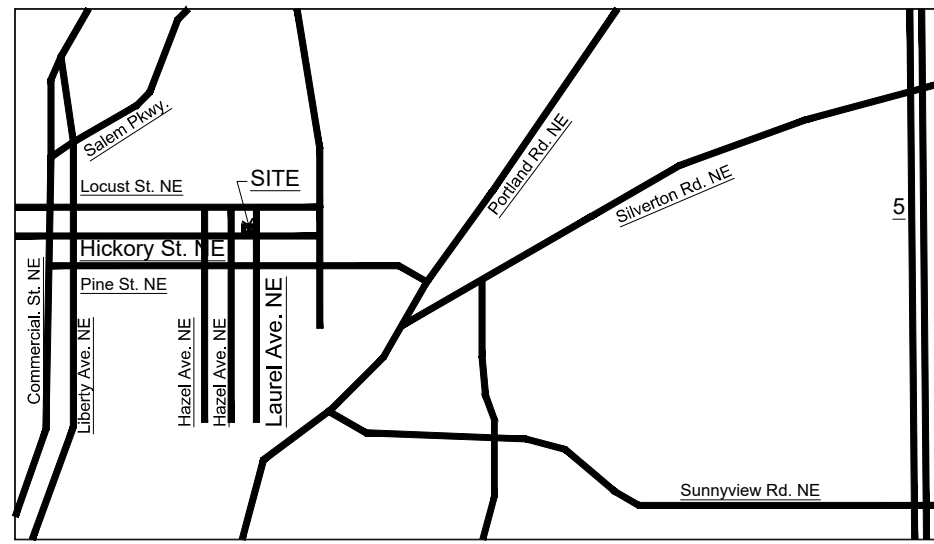 Salem Pkwy.
Portland Rd. NE
Silverton Rd. NE
SITE
Locust St. NE
5
Hickory St. NE
Pine St. NE
Commercial. St. NE
Liberty Ave. NE
Hazel Ave. NE
Hazel Ave. NE
Laurel Ave. NE
Sunnyview Rd. NE